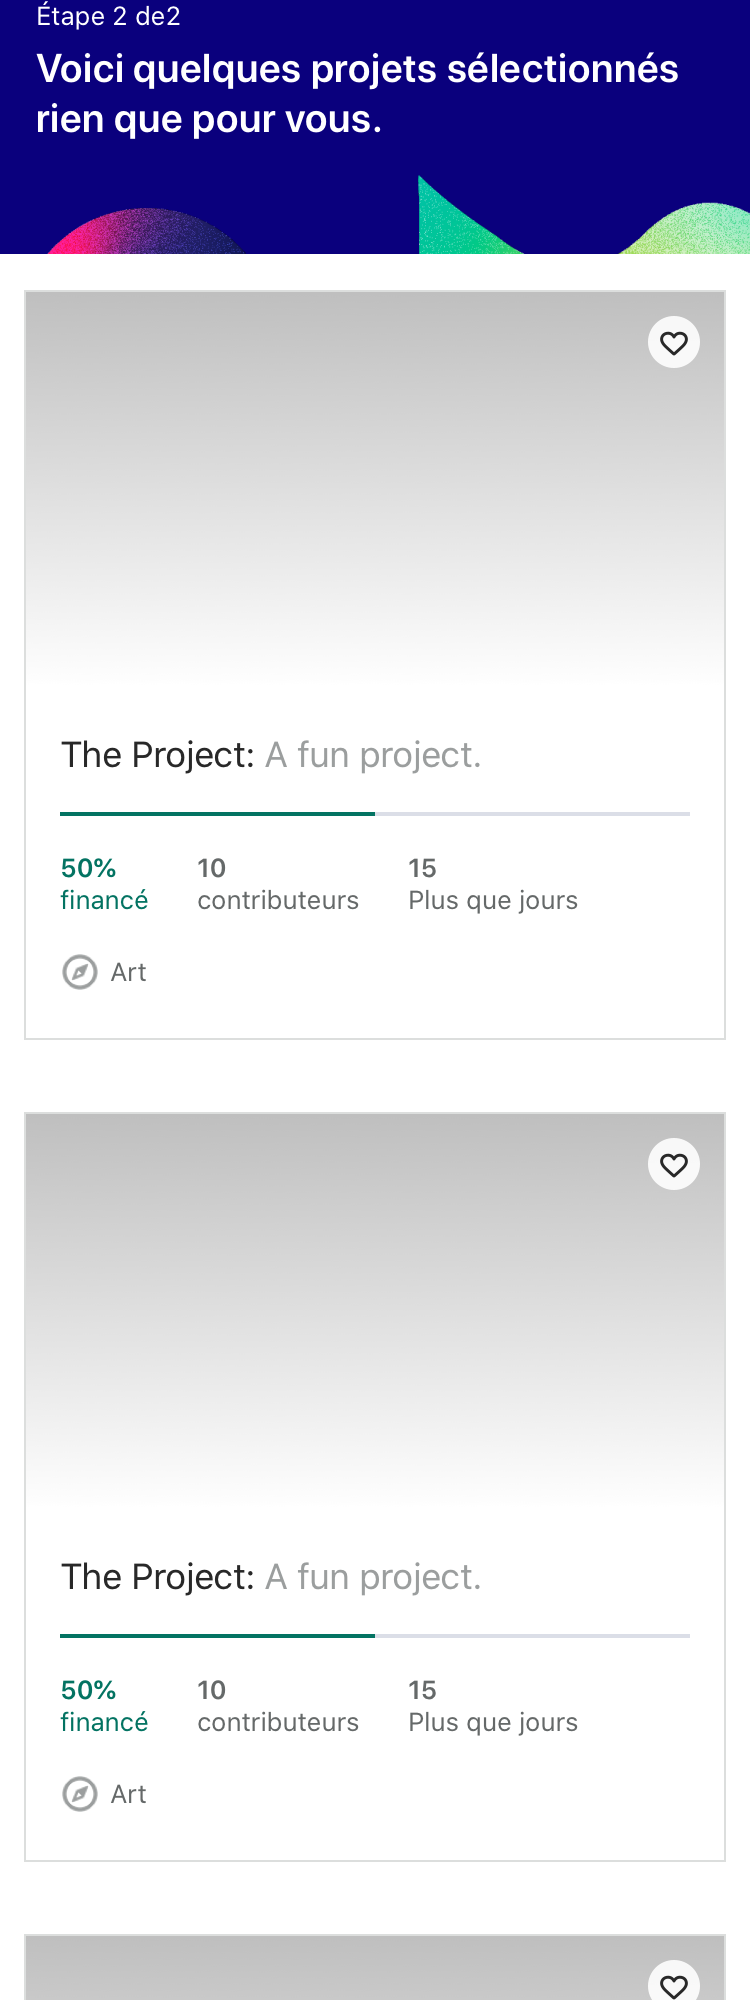 Étape 2 de2
Voici quelques projets sélectionnés
rien que pour vous.
The Project: A fun project.
50%
financé
10
contributeurs
15
Plus que jours
Art
The Project: A fun project.
50%
financé
10
contributeurs
15
Plus que jours
Art